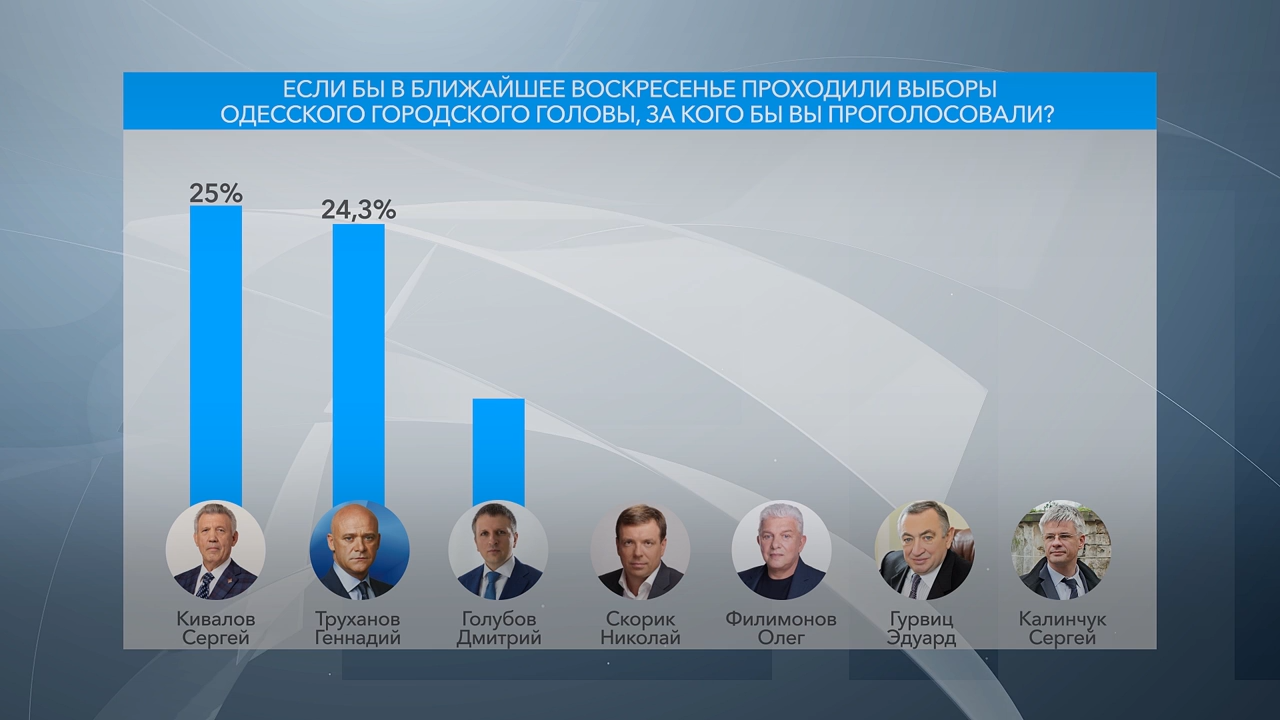 ЕСЛИ БЫ В БЛИЖАЙШЕЕ ВОСКРЕСЕНЬЕ ПРОХОДИЛИ ВЫБОРЫ
ОДЕССКОГО ГОРОДСКОГО ГОЛОВЫ, ЗА КОГО БЫ ВЫ ПРОГОЛОСОВАЛИ?
25%
24,3%
Кивалов
Сергей
Труханов
Геннадий
Голубов
Дмитрий
Скорик
Николай
Филимонов
Олег
Гурвиц
Эдуард
Калинчук
Сергей